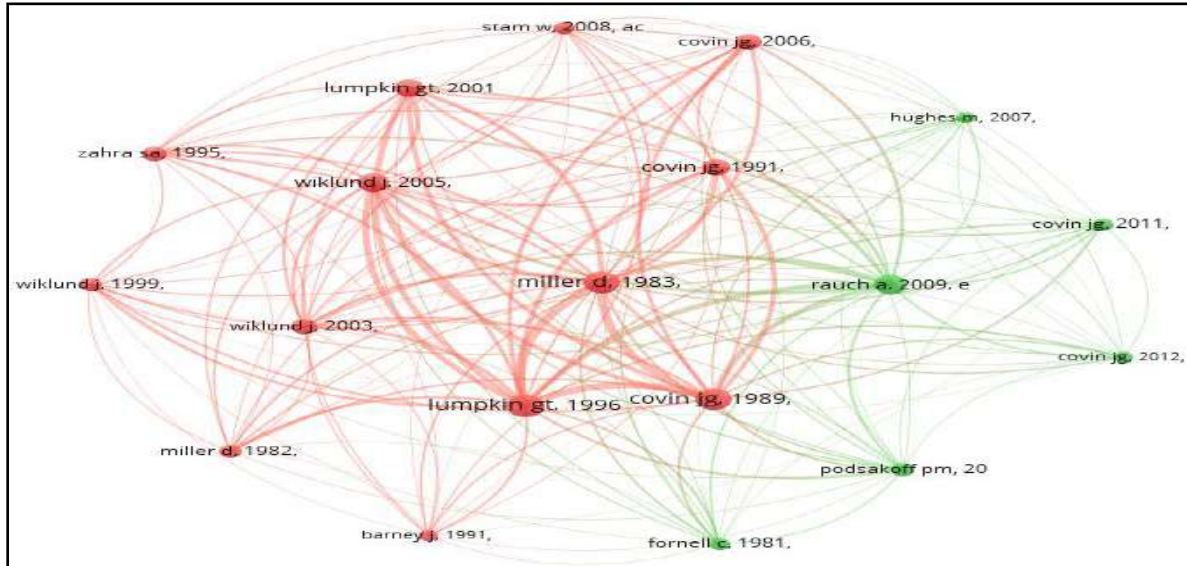 stam w, 2008, ac
covin jg, 2006,
lumpkin gt, 2001
hughes m, 2007,
zahra sa, 1995,
covin jg, 1991,
wiklund j, 2005,
covin jg, 2011,
miller d, 1983,
rauch a, 2009, e
wiklund j, 1999,
wiklund j, 2003,
covin jg, 2012,
lumpkin gt, 1996
covin jg, 1989,
miller d, 1982,
podsakoff pm, 20
barney j, 1991,
fornell c, 1981,